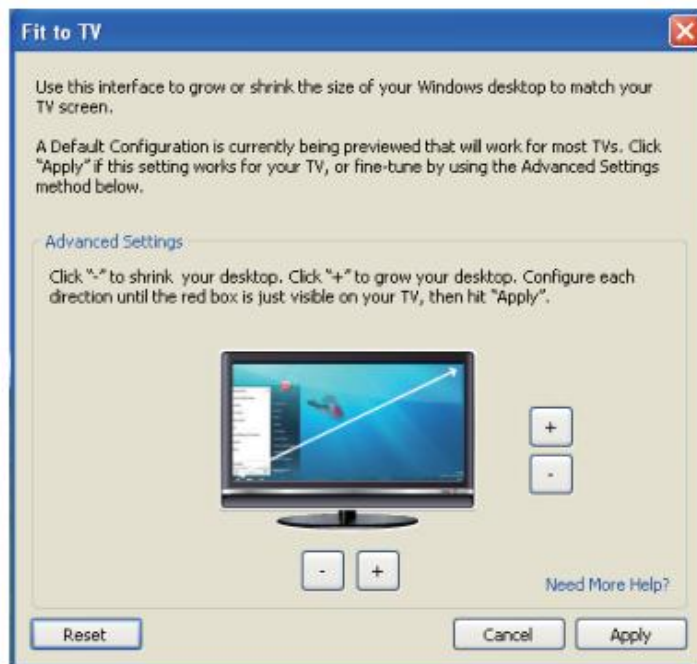 Fit to TV
Use this interface to grow or shrink the size of your Windows desktop to match your
TV screen.
A Default Configuration is currently being previewed that will work for most TVs. Click
"Apply" if this setting works for your TV, or fine-tune by using the Advanced Settings
method below.
Advanced Settings
Click "-" to shrink your desktop. Click "+" to grow your desktop. Configure each
direction until the red box is just visible on your TV, then hit "Apply".
+
-
- +
Need More Help?
Reset Cancel Apply